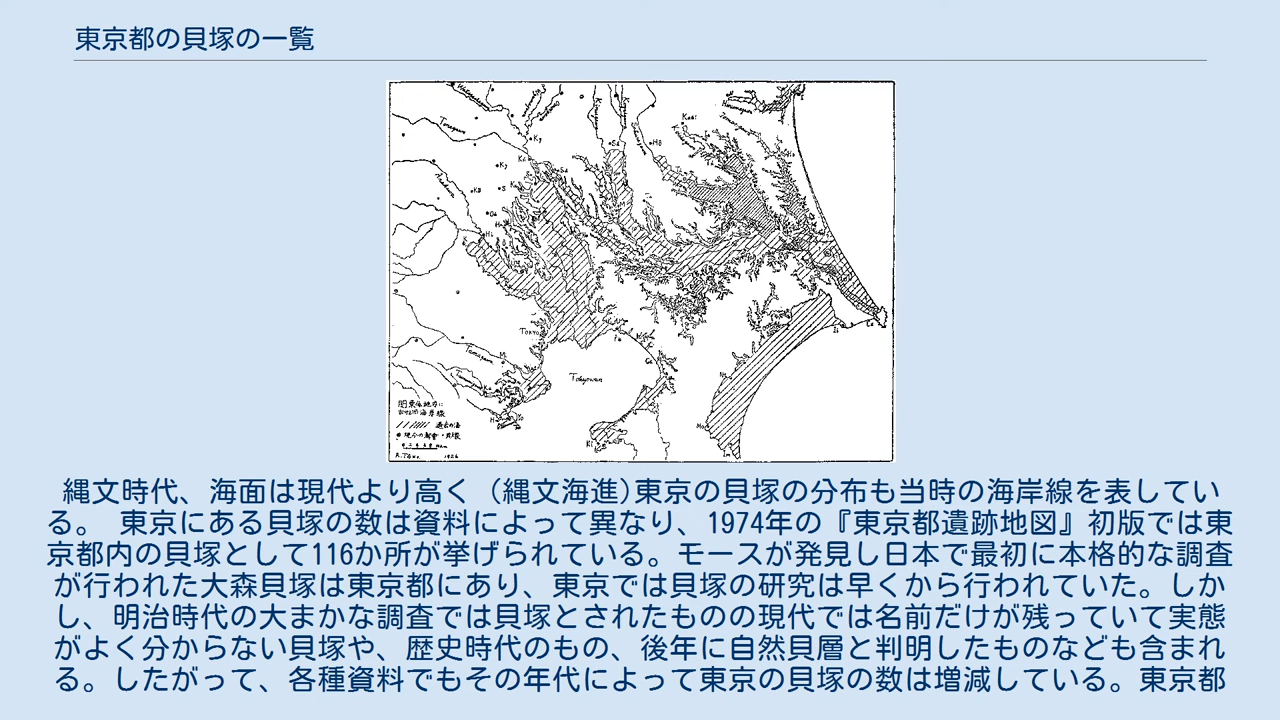 東京都の貝塚の一覧
Tonegawa
Kasi
Tokyo
Tamagawa
Tokyowan
過去の海
R. Tōki. 1926
縄文時代、海面は現代より高く (縄文海進)東京の貝塚の分布も当時の海岸線を表してい
る。 東京にある貝塚の数は資料によって異なり、1974年の『東京都遺跡地図』初版では東
京都内の貝塚として116か所が挙げられている。モースが発見し日本で最初に本格的な調査
が行われた大森貝塚は東京都にあり、東京では貝塚の研究は早くから行われていた。しか
し、明治時代の大まかな調査では貝塚とされたものの現代では名前だけが残っていて実態
がよく分からない貝塚や、歴史時代のもの、後年に自然貝層と判明したものなども含まれ
る。したがって、各種資料でもその年代によって東京の貝塚の数は増減している。東京都